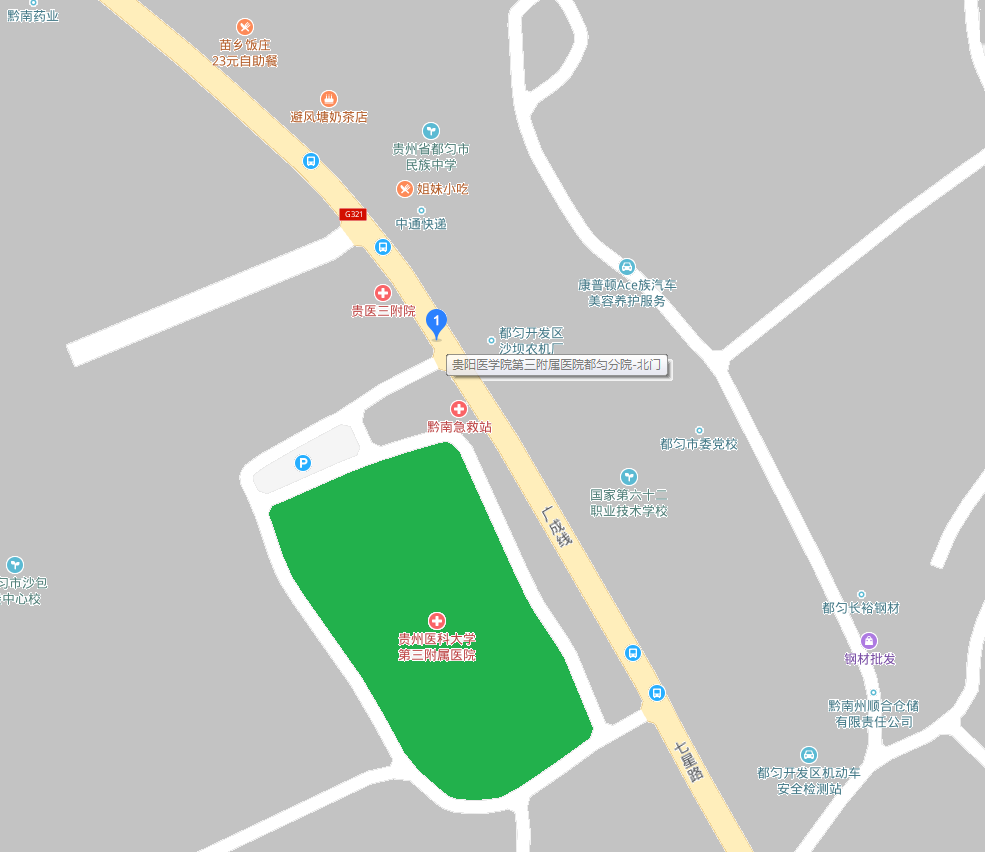 黔南药业
苗乡饭庄
23元自助餐
避风塘奶茶店
贵州省都匀市
民族中学
姐妹小吃
G321
中通快递
康普顿Ace族汽车
美容养护服务
贵医三附院
1
都匀开发区
沙坝农机厂
贵阳医学院第三附属医院都匀分院-北门
黔南急救站
都匀市委党校
P
国家第六十二
职业技术学校
广成线
匀市沙包
中心校
都匀长裕钢材
贵州医科大学
第三附属医院
钢材批发
黔南州顺合仓储
有限责任公司
七星路
都匀开发区机动车
安全检测站